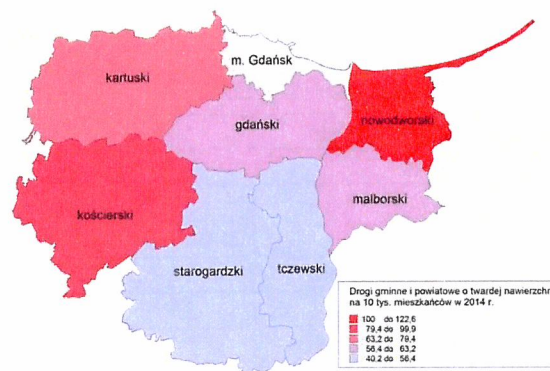 m. Gdańsk
kartuski
gdański
nowodworski
kościerski
malborski
starogardzki
tczewski
Drogi gminne i powiatowe o twardej nawierzchn
na 10 tys. mieszkańców w 2014 r.
100 do 122,6
79,4 do 99,9
63,2 do 79,4
56,4 do 63,2
40,2 do 56,4